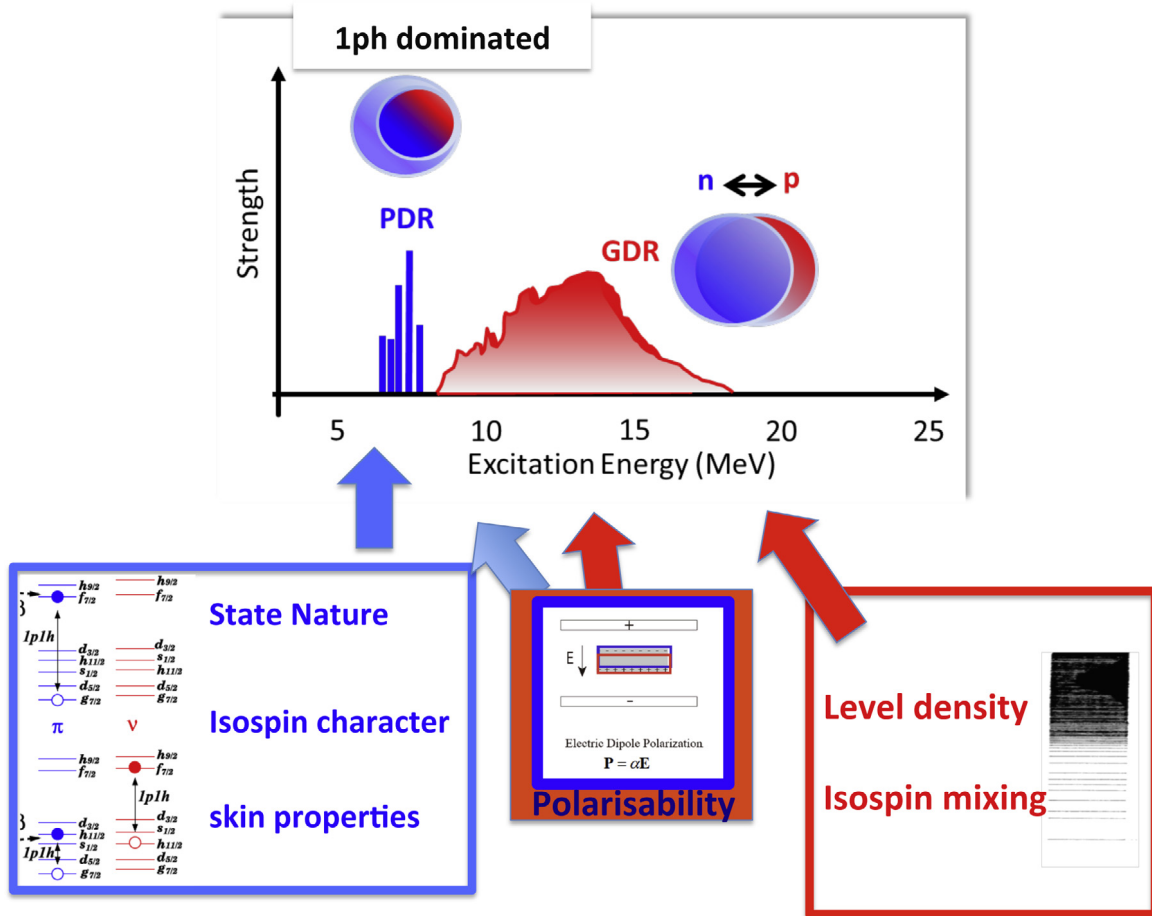 1ph dominated
Strength
PDR
GDR
n p
5 10 15 20 25
Excitation Energy (MeV)
h9/2 h9/2
f7/2 f7/2
}
1p1h
d3/2 d3/2
h11/2 s1/2
s1/2 h11/2
d5/2 d5/2
g7/2 g7/2
π ν
h9/2 h9/2
f7/2 f7/2
1p1h
d3/2 d3/2
} h11/2 s1/2
s1/2 h11/2
1p1h
d5/2 d5/2
g7/2 g7/2
State Nature
Isospin character
skin properties
+
E
- - - - - - -
+ + + + + + +
–
Electric Dipole Polarization
P = αE
Polarisability
Level density
Isospin mixing